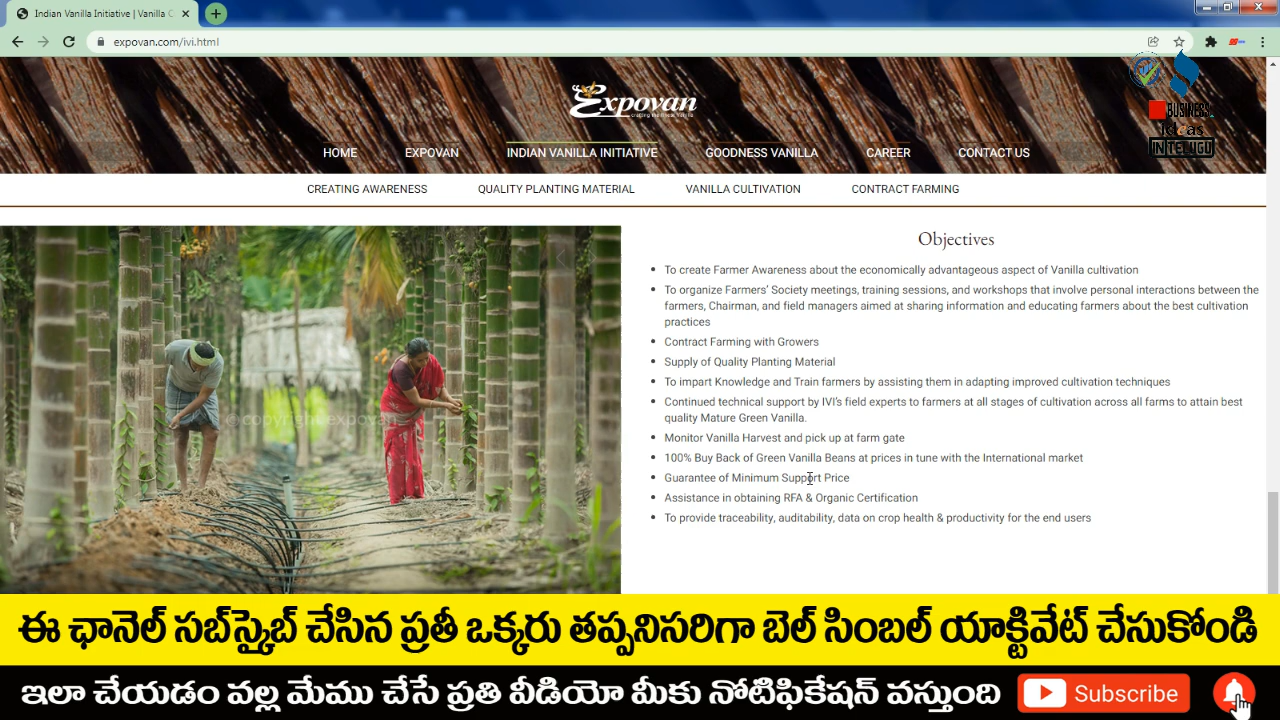 Indian Vanilla Initiative | Vanilla C
expovan.com/ivi.html
Expovan
BUSINESS
Ideas
IN TELUGU
HOME EXPOVAN INDIAN VANILLA INITIATIVE GOODNESS VANILLA CAREER CONTACT US
CREATING AWARENESS QUALITY PLANTING MATERIAL VANILLA CULTIVATION CONTRACT FARMING
Objectives
• To create Farmer Awareness about the economically advantageous aspect of Vanilla cultivation
• To organize Farmers' Society meetings, training sessions, and workshops that involve personal interactions between the
farmers, Chairman, and field managers aimed at sharing information and educating farmers about the best cultivation
practices
• Contract Farming with Growers
• Supply of Quality Planting Material
• To impart Knowledge and Train farmers by assisting them in adapting improved cultivation techniques
• Continued technical support by IVI's field experts to farmers at all stages of cultivation across all farms to attain best
quality Mature Green Vanilla.
• Monitor Vanilla Harvest and pick up at farm gate
• 100% Buy Back of Green Vanilla Beans at prices in tune with the International market
• Guarantee of Minimum Support Price
• Assistance in obtaining RFA & Organic Certification
• To provide traceability, auditability, data on crop health & productivity for the end users
© copyright expovan
ఈ ఛానెల్ సబ్‌స్క్రైబ్ చేసిన ప్రతీ ఒక్కరు తప్పనిసరిగా బెల్ సింబల్ యాక్టివేట్ చేసుకోండి
ఇలా చేయడం వల్ల మేము చేసే ప్రతి వీడియో మీకు నోటిఫికేషన్ వస్తుంది
Subscribe